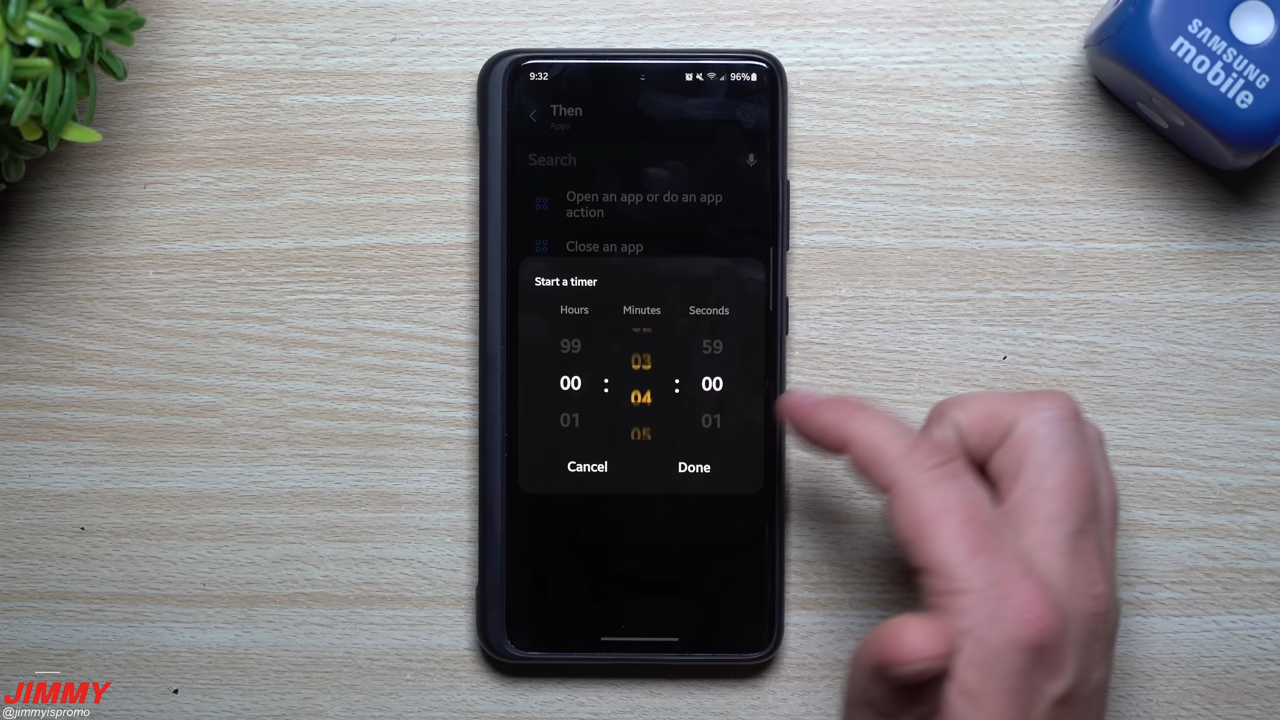 SAMSUNG
mobile
9:32
96%
Then
Apps
Search
Open an app or do an app
action
Close an app
Start a timer
Hours Minutes Seconds
99 03 59
00 : 04 : 00
01 05 01
Cancel Done
JIMMY
@jimmyispromo